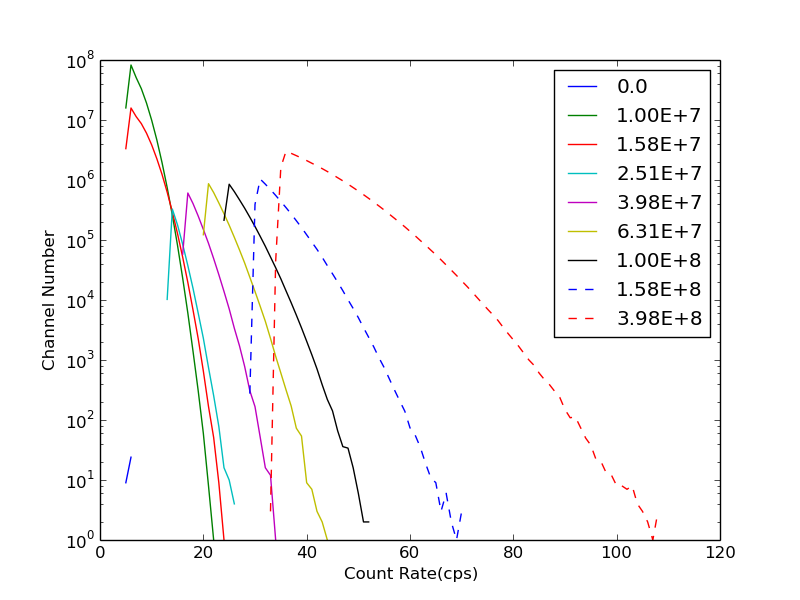 10^8
10^7
10^6
10^5
10^4
10^3
10^2
10^1
10^0
Channel Number
0 20 40 60 80 100 120
Count Rate(cps)
0.0
1.00E+7
1.58E+7
2.51E+7
3.98E+7
6.31E+7
1.00E+8
1.58E+8
3.98E+8